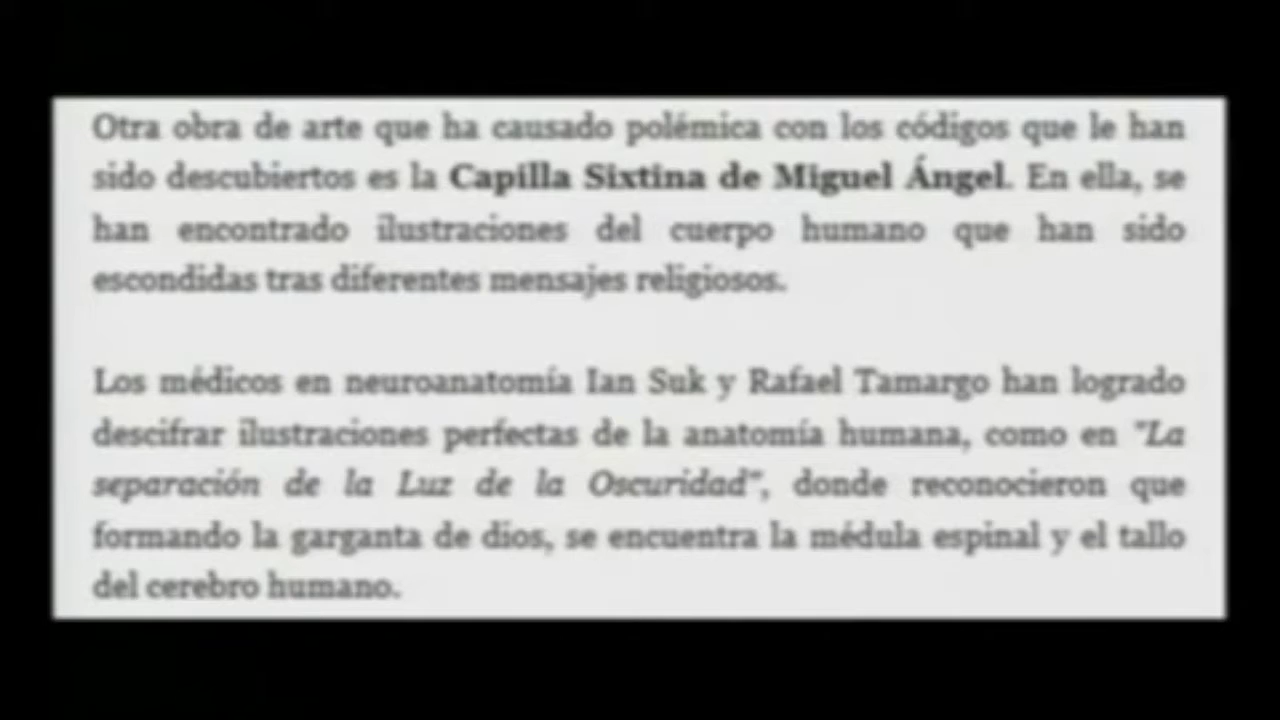 Otra obra de arte que ha causado polémica con los códigos que le han
sido descubiertos es la Capilla Sixtina de Miguel Ángel. En ella, se
han encontrado ilustraciones del cuerpo humano que han sido
escondidas tras diferentes mensajes religiosos.
Los médicos en neuroanatomía Ian Suk y Rafael Tamargo han logrado
descifrar ilustraciones perfectas de la anatomía humana, como en "La
separación de la Luz de la Oscuridad", donde reconocieron que
formando la garganta de dios, se encuentra la médula espinal y el tallo
del cerebro humano.